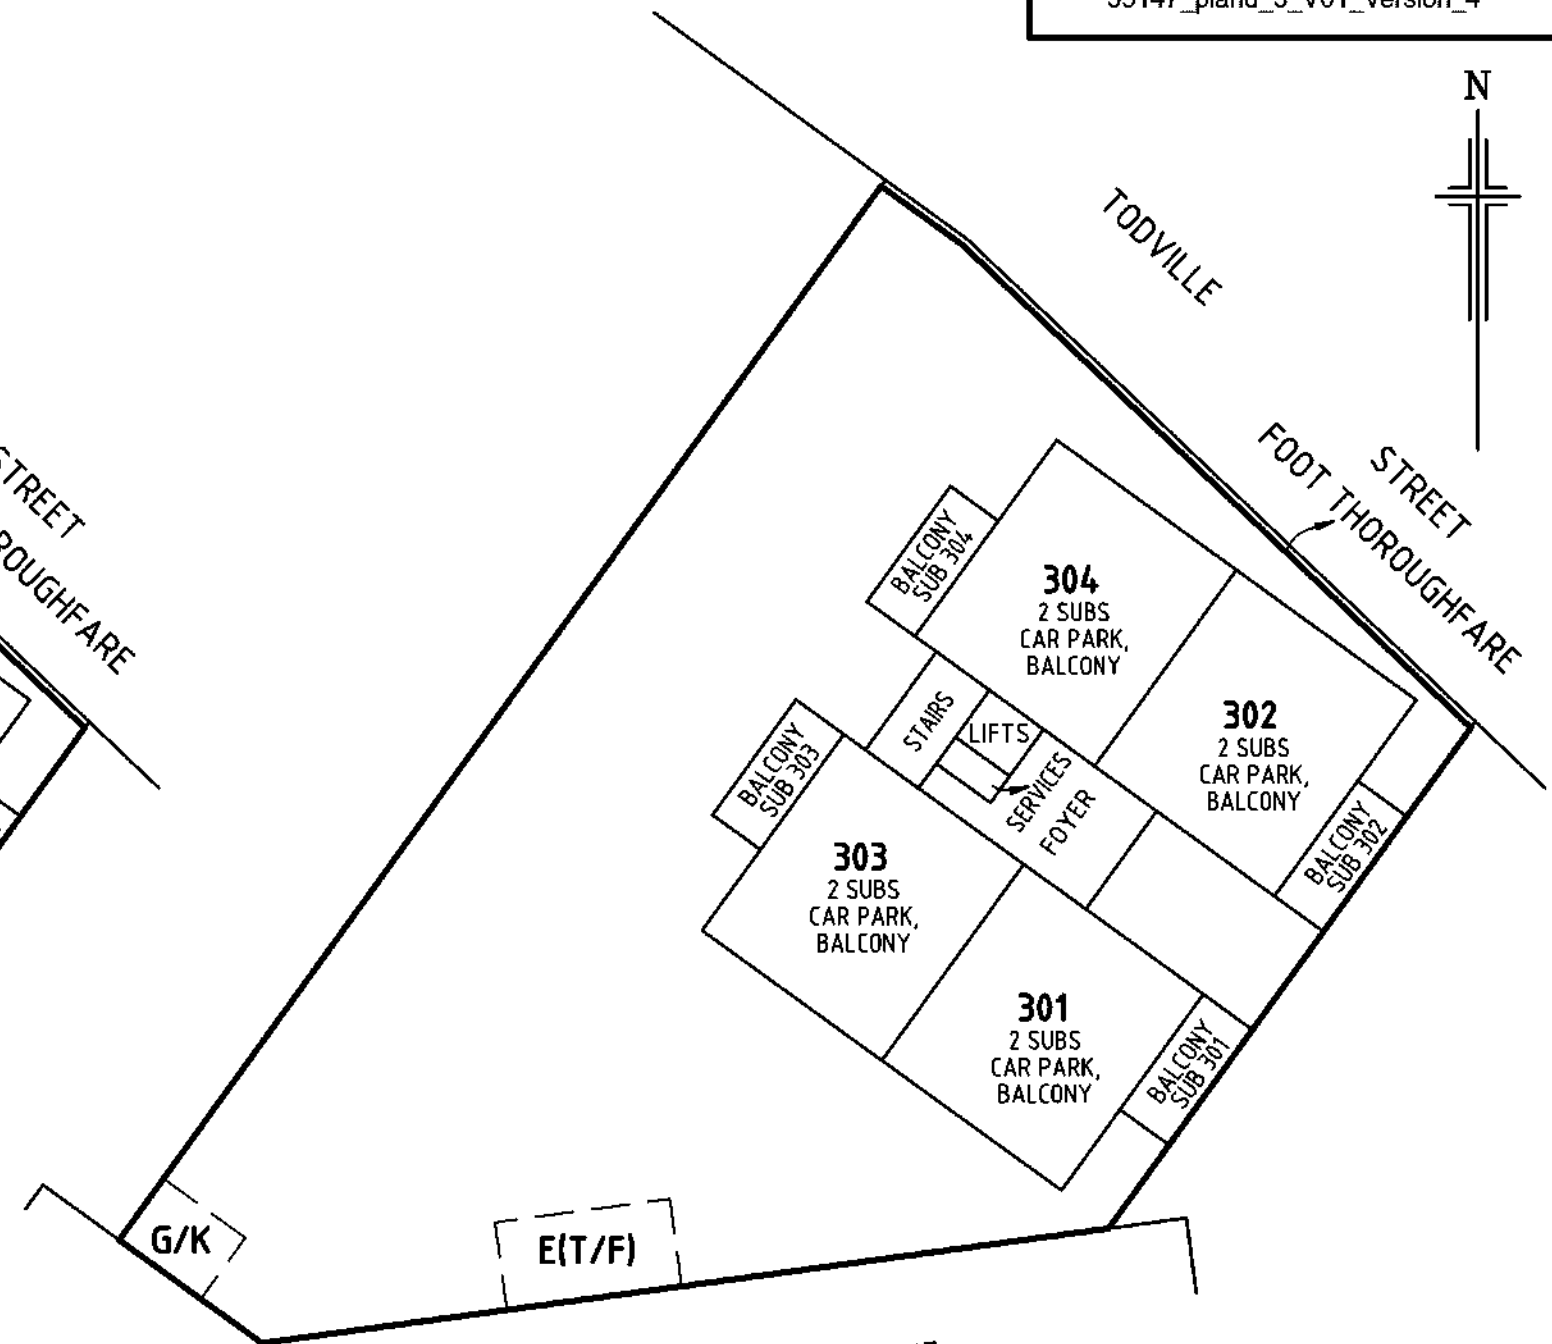 N
TODVILLE
STREET
FOOT THOROUGHFARE
STREET
BALCONY
SUB 304
304
2 SUBS
CAR PARK,
BALCONY
302
2 SUBS
CAR PARK,
BALCONY
STAIRS
LIFTS
SERVICES
FOYER
BALCONY
SUB 303
BALCONY
SUB 302
303
2 SUBS
CAR PARK,
BALCONY
301
2 SUBS
CAR PARK,
BALCONY
BALCONY
SUB 301
G/K
E(T/F)